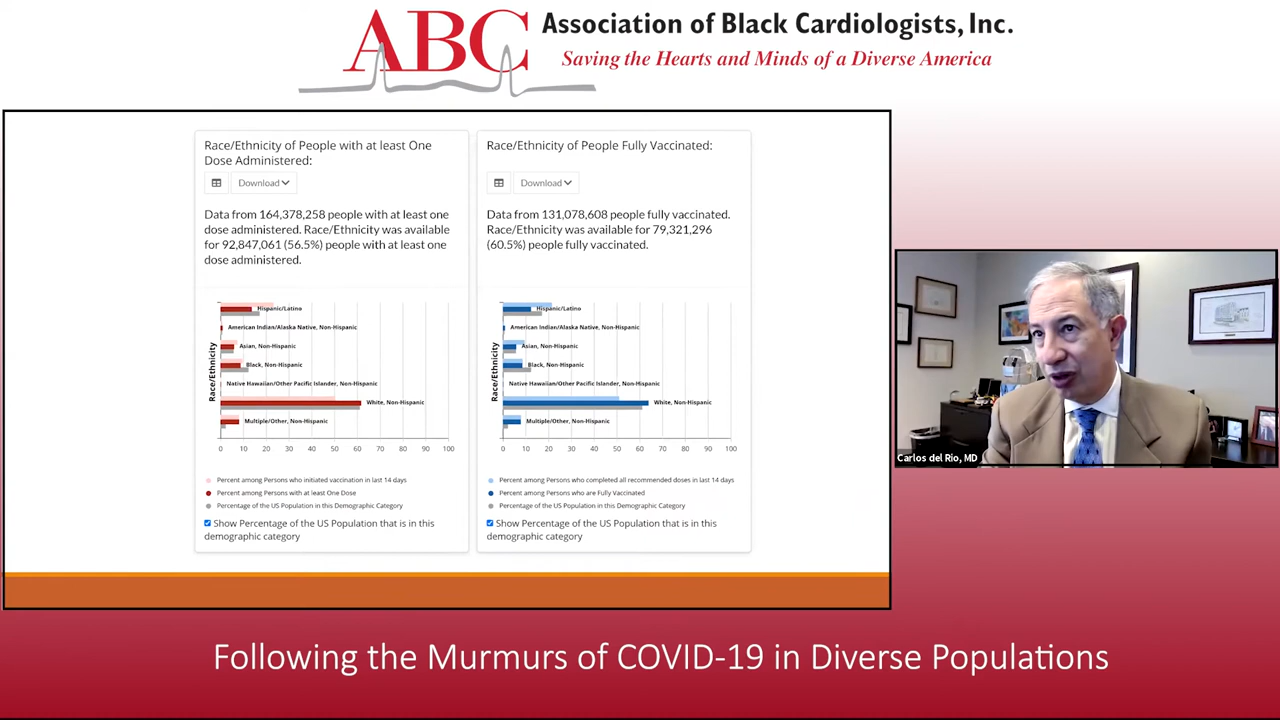 ABC
Association of Black Cardiologists, Inc.
Saving the Hearts and Minds of a Diverse America
Race/Ethnicity of People with at least One
Dose Administered:
Download
Data from 164,378,258 people with at least one
dose administered. Race/Ethnicity was available
for 92,847,061 (56.5%) people with at least one
dose administered.
Race/Ethnicity
Hispanic/Latino
American Indian/Alaska Native, Non-Hispanic
Asian, Non-Hispanic
Black, Non-Hispanic
Native Hawaiian/Other Pacific Islander, Non-Hispanic
White, Non-Hispanic
Multiple/Other, Non-Hispanic
0 10 20 30 40 50 60 70 80 90 100
Percent among Persons who initiated vaccination in last 14 days
Percent among Persons with at least One Dose
Percentage of the US Population in this Demographic Category
Show Percentage of the US Population that is in this
demographic category
Race/Ethnicity of People Fully Vaccinated:
Download
Data from 131,078,608 people fully vaccinated.
Race/Ethnicity was available for 79,321,296
(60.5%) people fully vaccinated.
Race/Ethnicity
Hispanic/Latino
American Indian/Alaska Native, Non-Hispanic
Asian, Non-Hispanic
Black, Non-Hispanic
Native Hawaiian/Other Pacific Islander, Non-Hispanic
White, Non-Hispanic
Multiple/Other, Non-Hispanic
0 10 20 30 40 50 60 70 80 90 100
Percent among Persons who completed all recommended doses in last 14 days
Percent among Persons who are Fully Vaccinated
Percentage of the US Population in this Demographic Category
Show Percentage of the US Population that is in this
demographic category
Carlos del Rio, MD
Following the Murmurs of COVID-19 in Diverse Populations